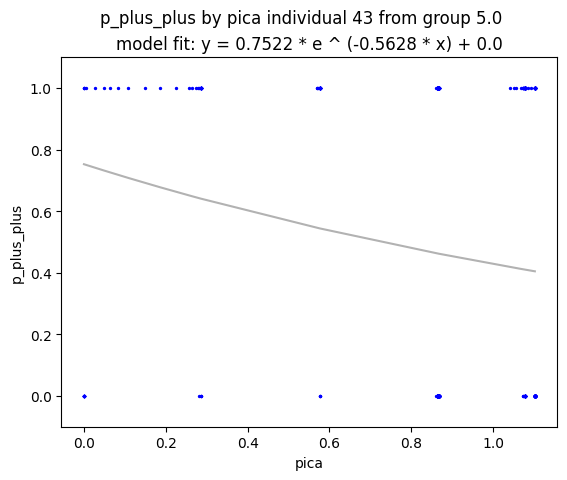 p_plus_plus by pica individual 43 from group 5.0
model fit: y = 0.7522 * e ^ (-0.5628 * x) + 0.0
1.0
0.8
0.6
0.4
0.2
0.0
p_plus_plus
0.0 0.2 0.4 0.6 0.8 1.0
pica